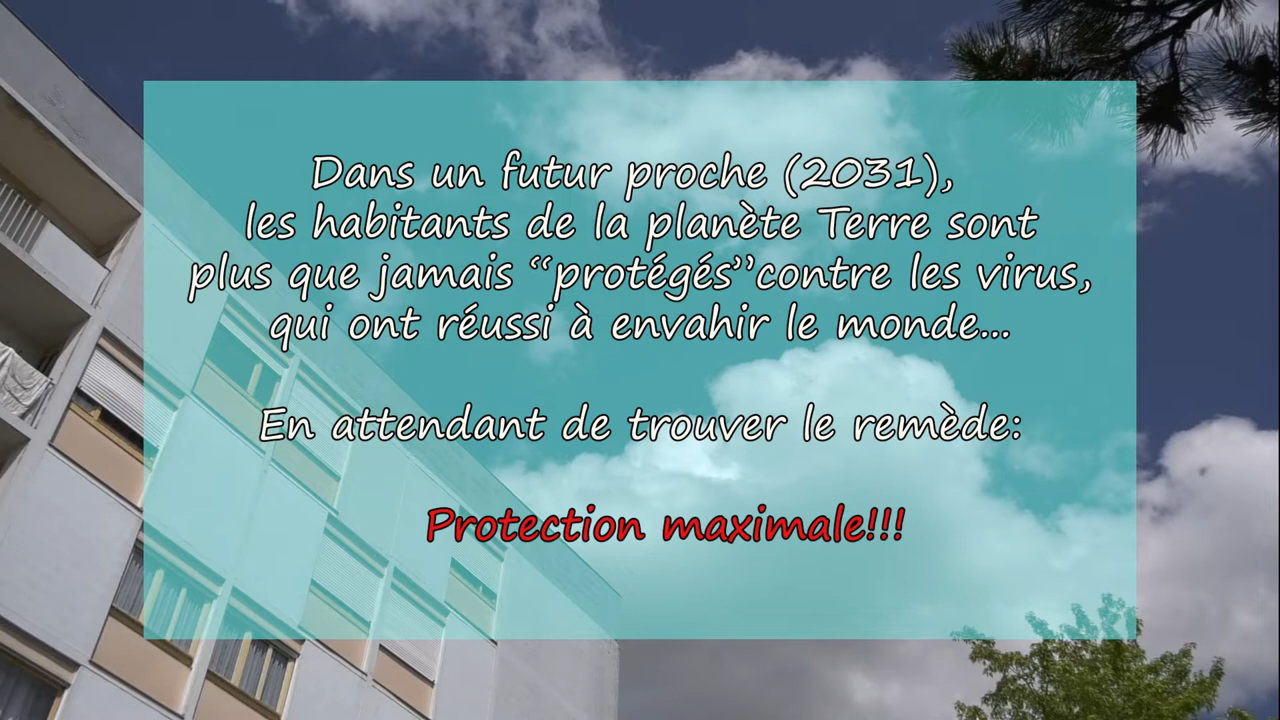 Dans un futur proche (2031),
les habitants de la planète Terre sont
plus que jamais “protégés”contre les virus,
qui ont réussi à envahir le monde...
En attendant de trouver le remède:
Protection maximale!!!